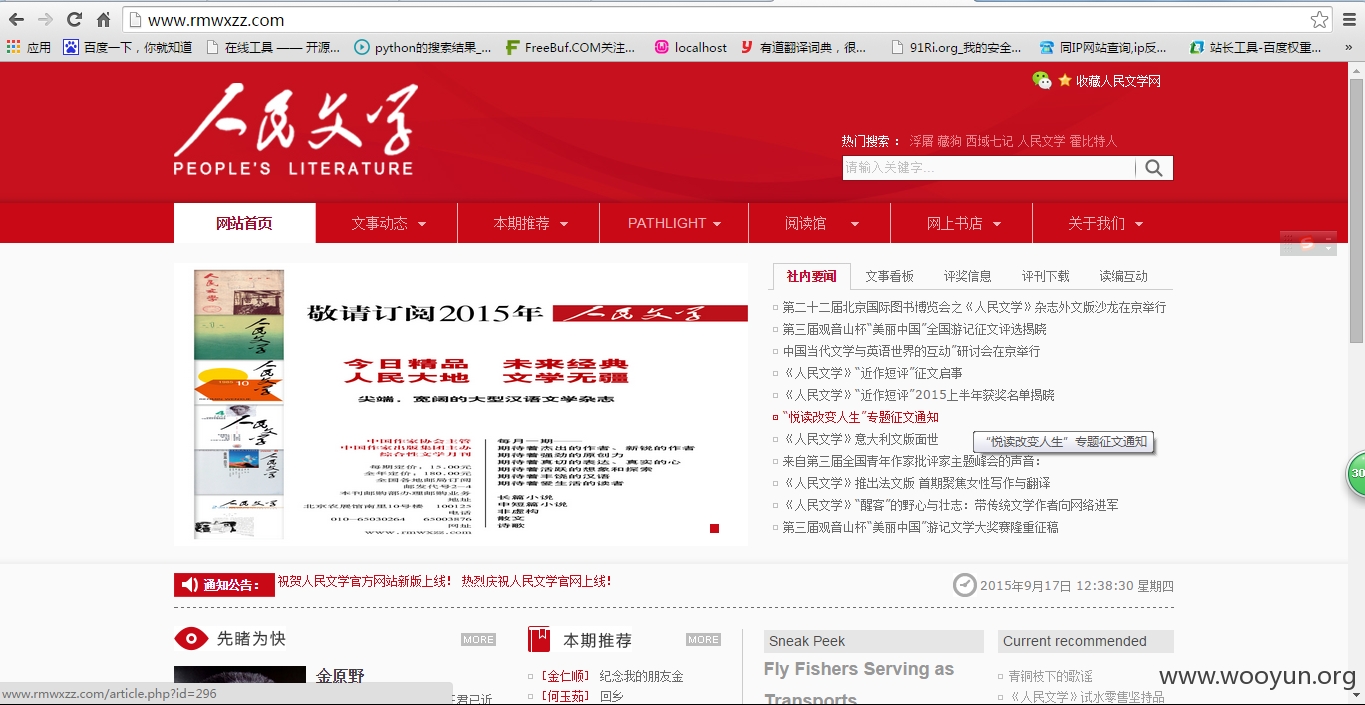 www.rmwxzz.com
应用 百度一下，你就知道 在线工具 —— 开源... python的搜索结果_... FreeBuf.COM关注... localhost 有道翻译词典，很... 91Ri.org_我的安全... 同IP网站查询,ip反... 站长工具-百度权重... »
收藏人民文学网
人民文学
PEOPLE'S LITERATURE
热门搜索： 浮屠 藏狗 西域七记 人民文学 霍比特人
请输入关键字...
网站首页 文事动态 本期推荐 PATHLIGHT 阅读馆 网上书店 关于我们
社内要闻 文事看板 评奖信息 评刊下载 读编互动
敬请订阅2015年 人民文学
今日精品 未来经典
人民大地 文学无疆
尖端、宽阔的大型汉语文学杂志
中国作家协会主管
中国作家出版集团主办
综合性文学月刊
每期定价，15.00元
全年定价，180.00元
全国各地邮局订阅
邮发代号2-4
本刊邮购部办理邮购业务
地址
北京农展馆南里10号楼 100125
电话
010-65030264 65003876
网址
www.rmwxzz.com
每月一期——
期待着杰出的作者、新锐的作者
期待着强劲的原创力
期待着真切的表达、真实的心
期待着活跃的想象和探索
期待着丰饶的汉语
期待着爱生活的读者
长篇小说
中短篇小说
非虚构
散文
诗歌
第二十二届北京国际图书博览会之《人民文学》杂志外文版沙龙在京举行
第三届观音山杯“美丽中国”全国游记征文评选揭晓
中国当代文学与英语世界的互动”研讨会在京举行
《人民文学》“近作短评”征文启事
《人民文学》“近作短评”2015上半年获奖名单揭晓
“悦读改变人生”专题征文通知
《人民文学》意大利文版面世
“悦读改变人生”专题征文通知
来自第三届全国青年作家批评家主题峰会的声音：
《人民文学》推出法文版 首期聚焦女性写作与翻译
《人民文学》“醒客”的野心与壮志：带传统文学作者向网络进军
第三届观音山杯“美丽中国”游记文学大奖赛隆重征稿
30
通知公告： 祝贺人民文学官方网站新版上线！ 热烈庆祝人民文学官网上线！
2015年9月17日 12:38:30 星期四
先睹为快 MORE
本期推荐 MORE
Sneak Peek
Current recommended
金原野
[金仁顺] 纪念我的朋友金
[何玉茹] 回乡
Fly Fishers Serving as
Transports
青铜枝下的歌谣
《人民文学》试水零售坚持品
www.rmwxzz.com/article.php?id=296
www.wooyun.org